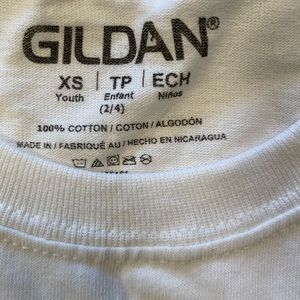 GILDAN®
XS | TP | ECH
Youth Enfant Niños
(2/4)
100% COTTON / COTON / ALGODÓN
MADE IN / FABRIQUÉ AU / HECHO EN NICARAGUA